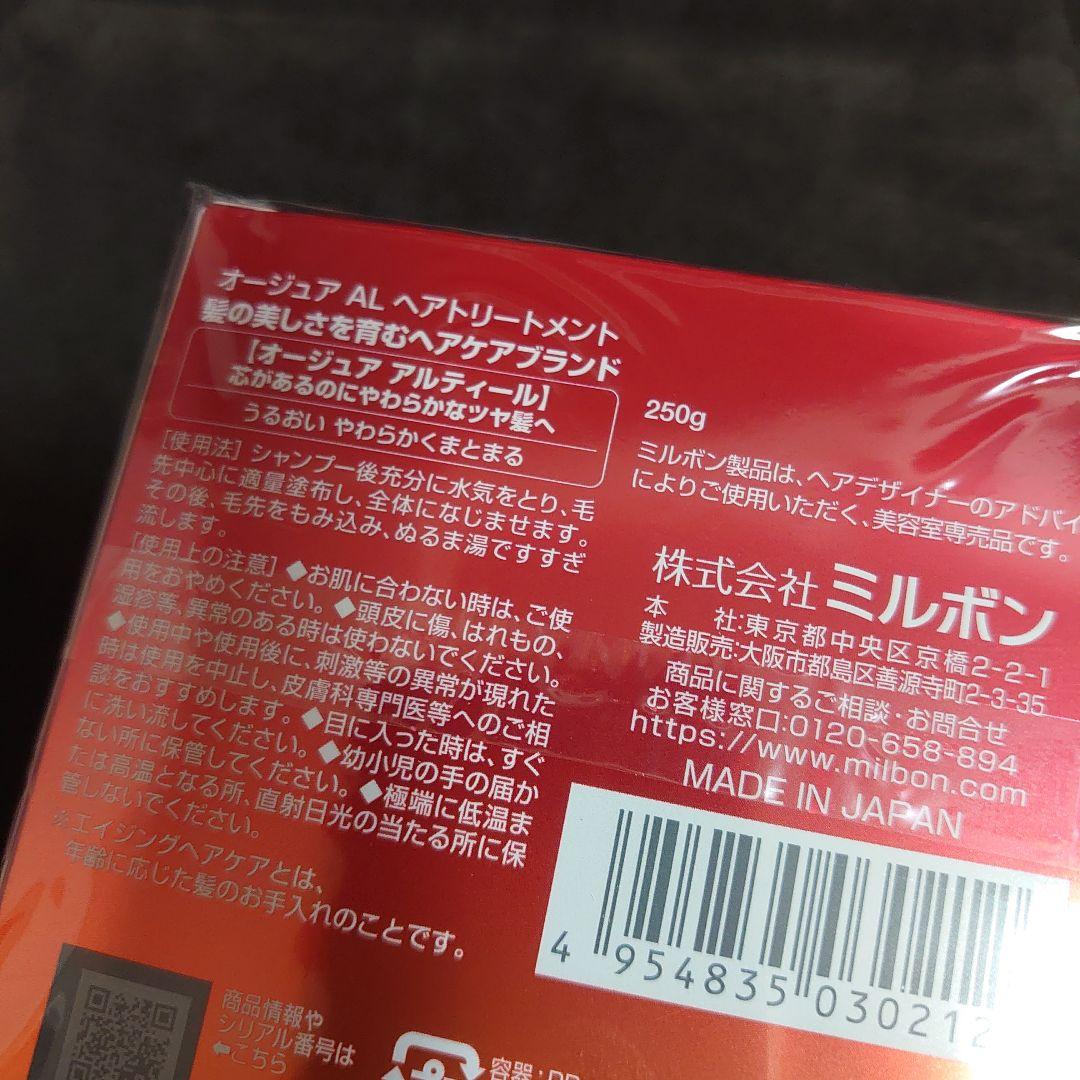 オージュア AL ヘアトリートメント
髪の美しさを育むヘアケアブランド
【オージュア アルティール】
芯があるのにやわらかなツヤ髪へ
うるおい やわらかくまとまる
[使用法] シャンプー後充分に水気をとり、毛
先中心に適量塗布し、全体になじませます。
その後、毛先をもみ込み、ぬるま湯ですすぎ
流します。
[使用上の注意] ◆お肌に合わない時は、ご使
用をおやめください。◆頭皮に傷、はれもの、
湿疹等、異常のある時は使わないでください。
◆使用中や使用後に、刺激等の異常が現れた
時は使用を中止し、皮膚科専門医等へのご相
談をおすすめします。◆目に入った時は、すぐ
に洗い流してください。◆幼小児の手の届か
ない所に保管してください。◆極端に低温ま
たは高温となる所、直射日光の当たる所に保
管しないでください。
※エイジングヘアケアとは、
年齢に応じた髪のお手入れのことです。
商品情報や
シリアル番号は
⬅こちら
250g
ミルボン製品は、ヘアデザイナーのアドバイ
によりご使用いただく、美容室専売品です。
株式会社 ミルボン
本 社:東京都中央区京橋2-2-1
製造販売:大阪市都島区善源寺町2-3-35
商品に関するご相談・お問合せ
お客様窓口:0120-658-894
https://www.milbon.com
MADE IN JAPAN
4 954835 030212
容器:PP